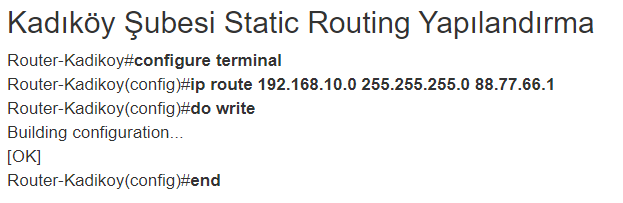 Kadıköy Şubesi Static Routing Yapılandırma
Router-Kadikoy#configure terminal
Router-Kadikoy(config)#ip route 192.168.10.0 255.255.255.0 88.77.66.1
Router-Kadikoy(config)#do write
Building configuration...
[OK]
Router-Kadikoy(config)#end